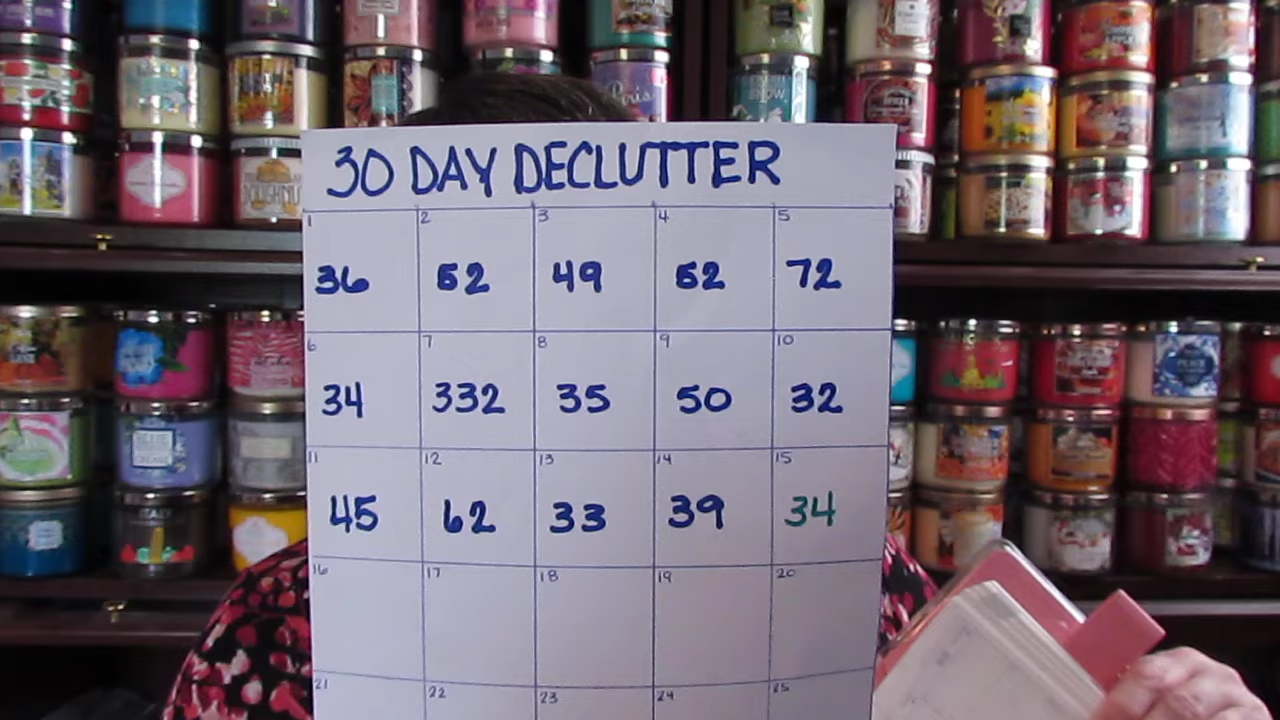 Paris
SNOW
30 DAY DECLUTTER
1 2 3 4 5
36 52 49 52 72
6 7 8 9 10
34 332 35 50 32
11 12 13 14 15
45 62 33 39 34
16 17 18 19 20
21 22 23 24 25